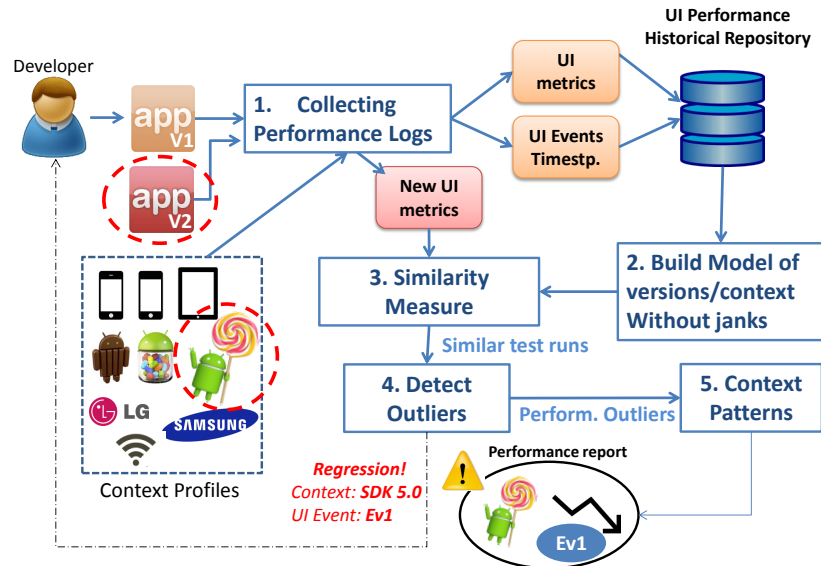 UI Performance
Historical Repository
Developer
app
V1
app
V2
1. Collecting
Performance Logs
UI
metrics
UI Events
Timestp.
New UI
metrics
2. Build Model of
versions/context
Without janks
3. Similarity
Measure
Similar test runs
4. Detect
Outliers
Perform. Outliers
5. Context
Patterns
LG
SAMSUNG
Context Profiles
Regression!
Context: SDK 5.0
UI Event: Ev1
Performance report
Ev1